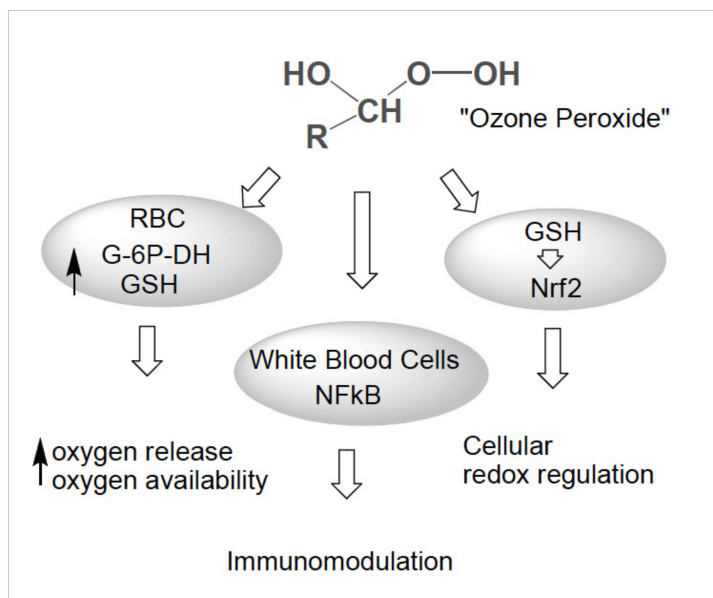 HO
O
OH
CH
R
"Ozone Peroxide"
RBC
G-6P-DH
GSH
GSH
Nrf2
White Blood Cells
NFkB
oxygen release
oxygen availability
Cellular
redox regulation
Immunomodulation